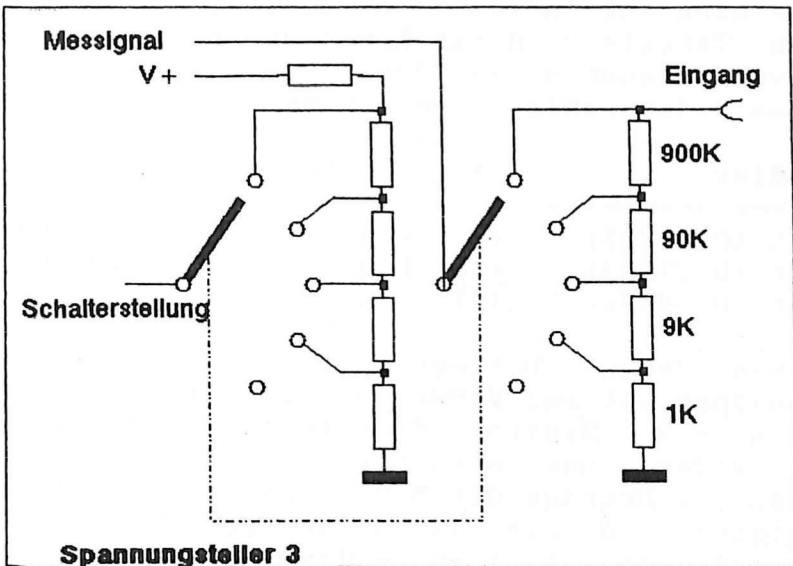 Messignal
V+
Eingang
900K
90K
Schalterstellung
9K
1K
Spannungsteller 3